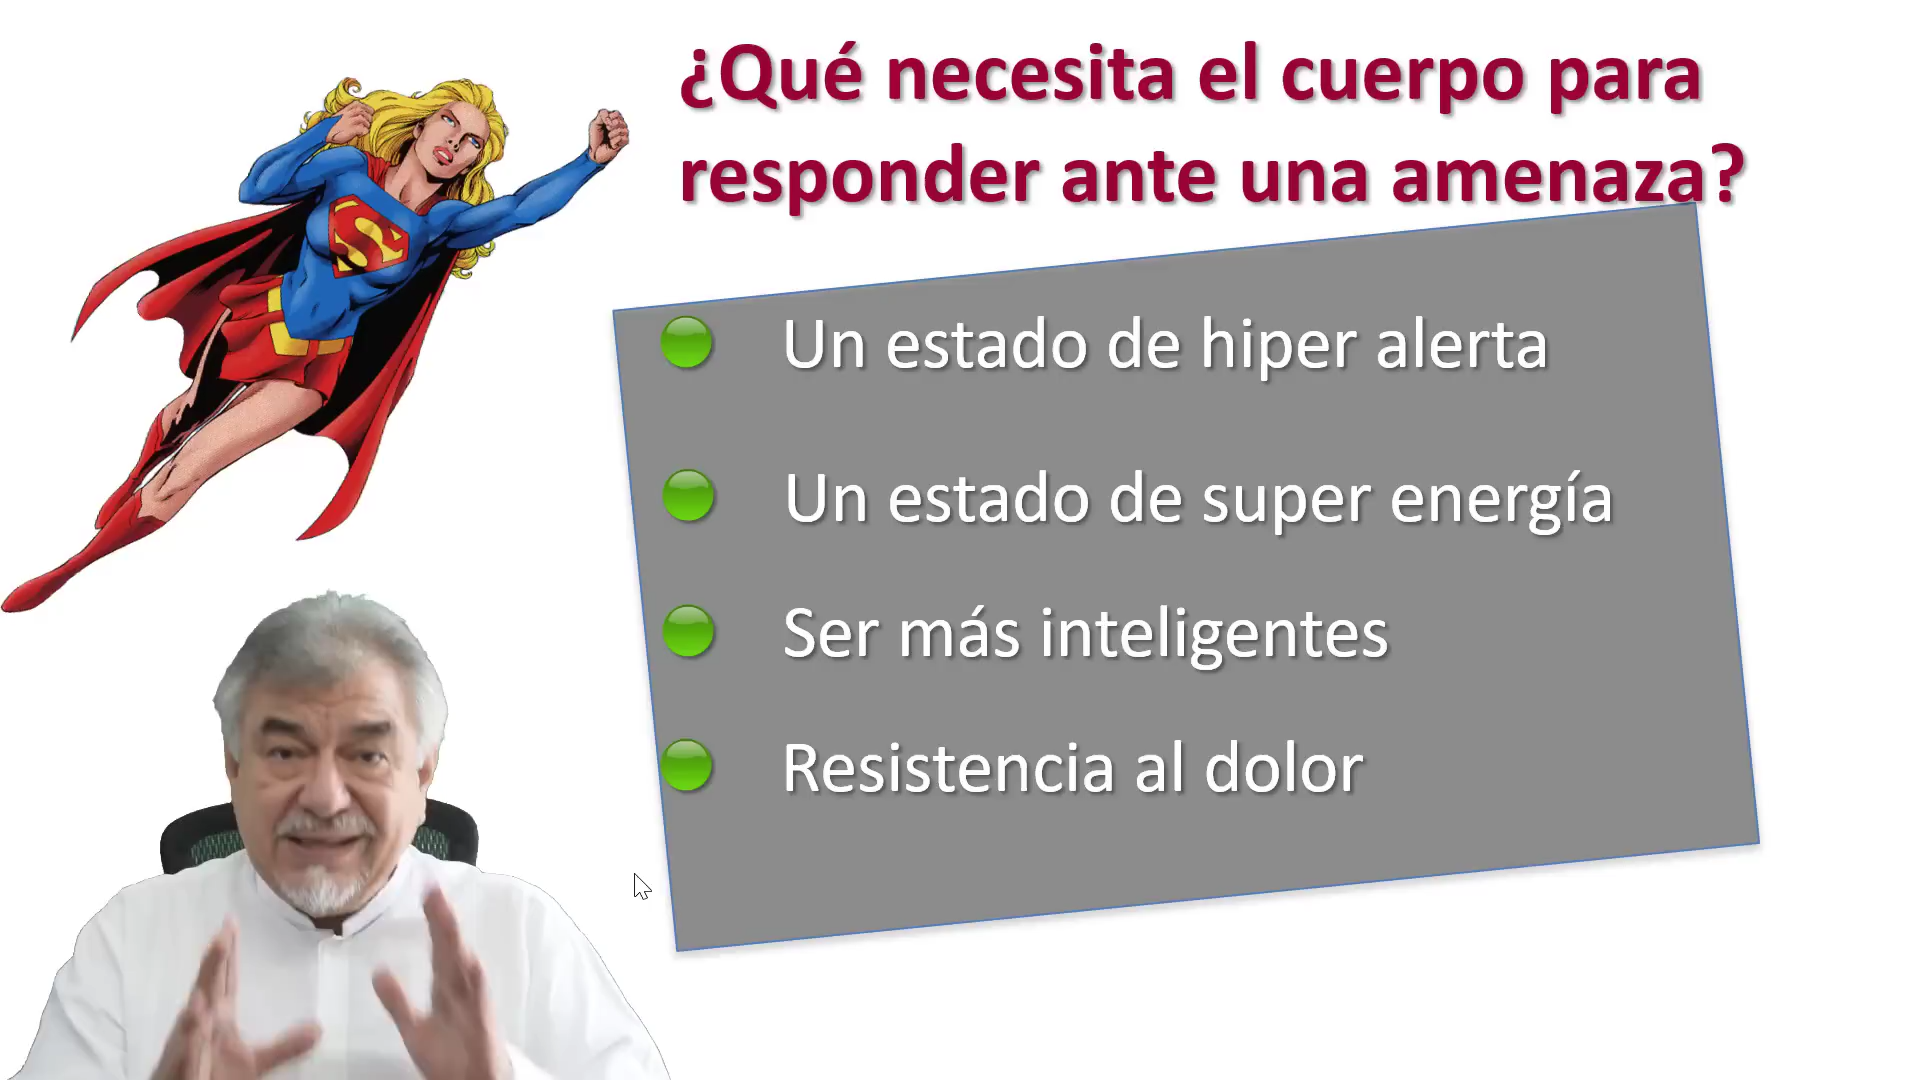 ¿Qué necesita el cuerpo para
responder ante una amenaza?
Un estado de hiper alerta
Un estado de super energía
Ser más inteligentes
Resistencia al dolor
S